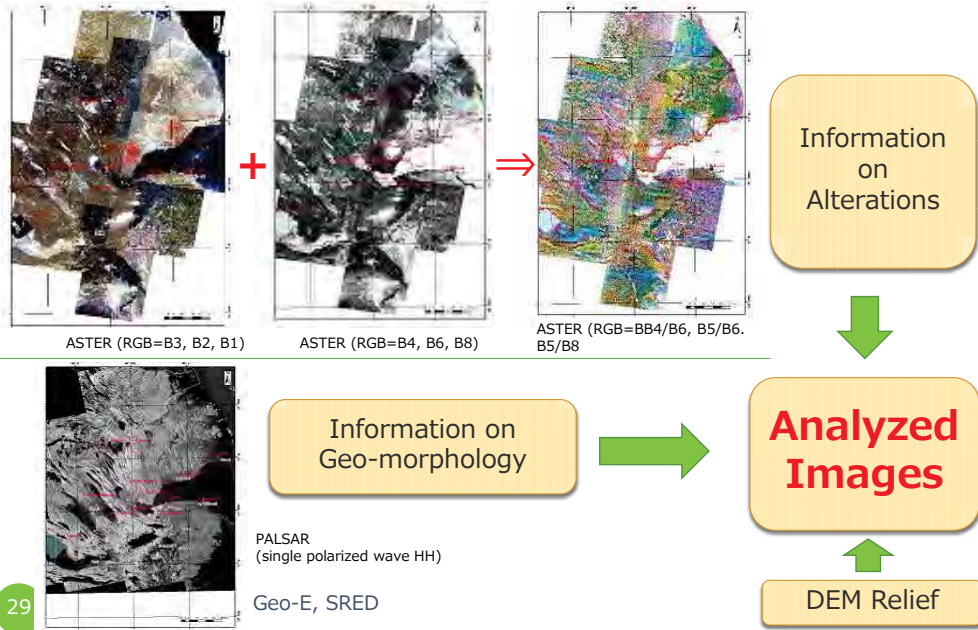 +
⇒
Information
on
Alterations
ASTER (RGB=B3, B2, B1)
ASTER (RGB=B4, B6, B8)
ASTER (RGB=BB4/B6, B5/B6.
B5/B8
Information on
Geo-morphology
Analyzed
Images
PALSAR
(single polarized wave HH)
DEM Relief
29
Geo-E, SRED